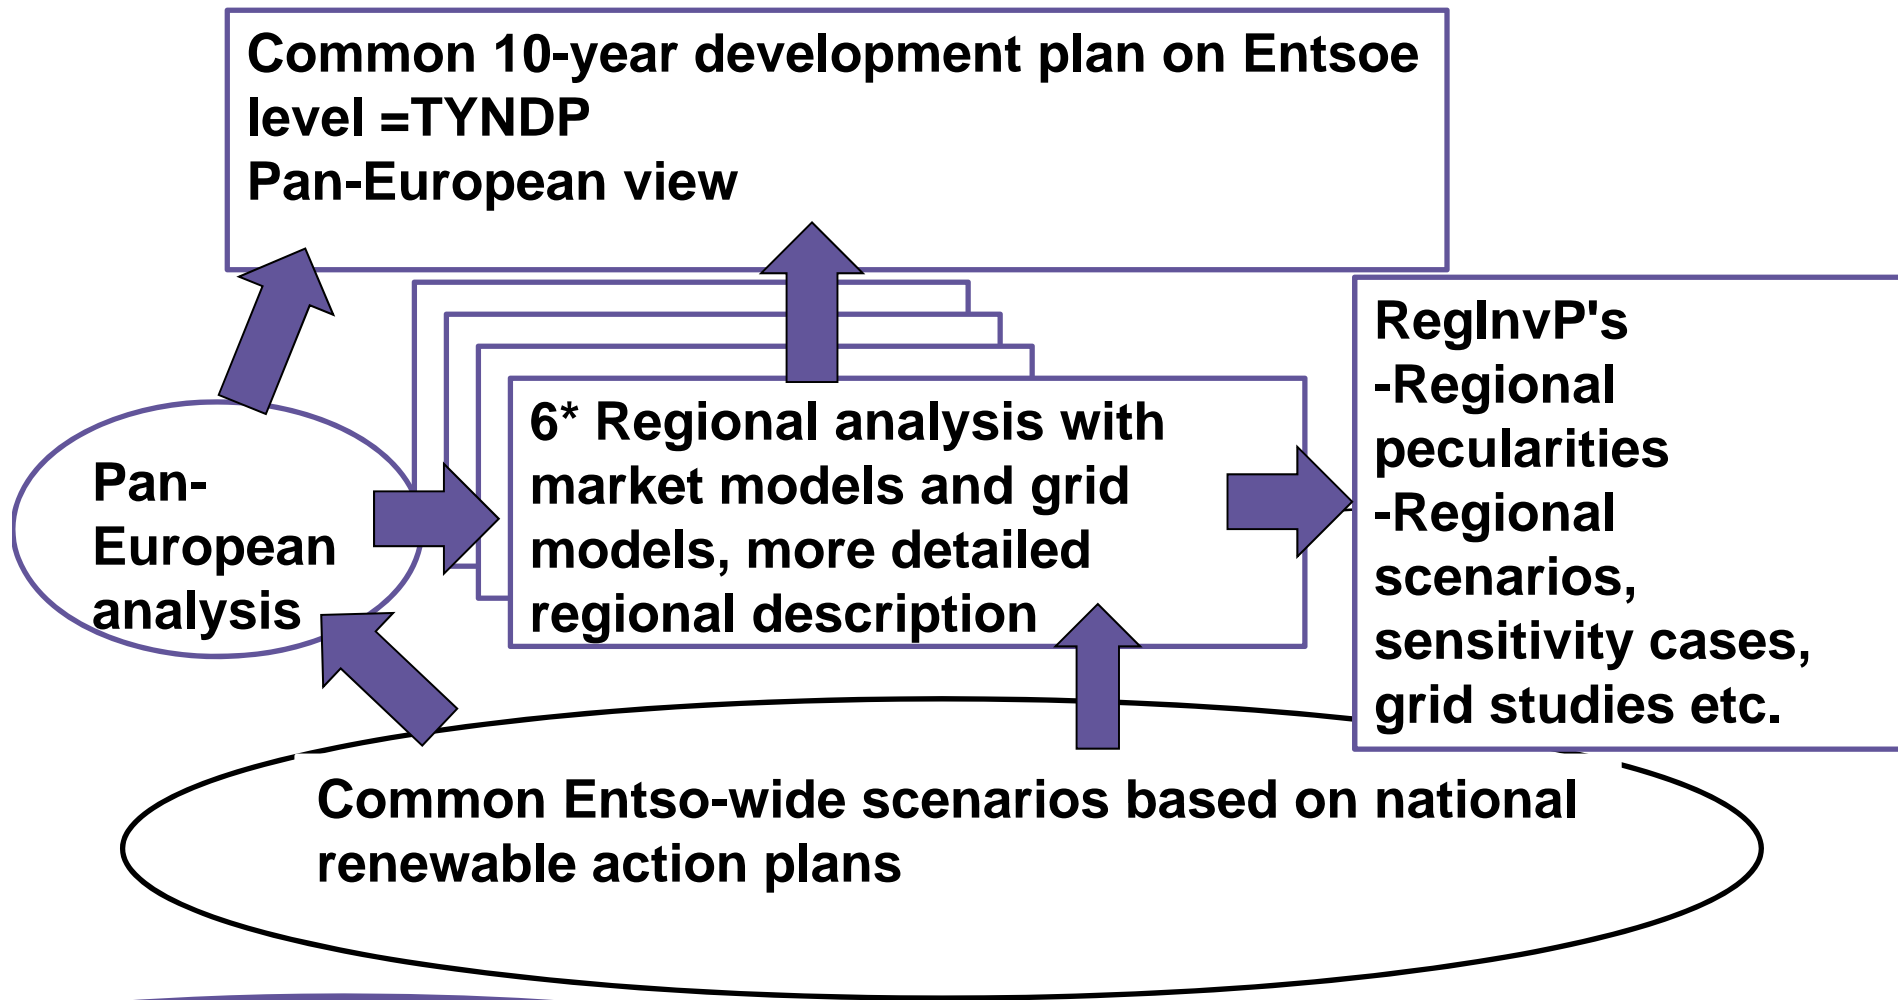 Common 10-year development plan on Entsoe
level =TYNDP
Pan-European view
RegInvP's
-Regional
pecularities
-Regional
scenarios,
sensitivity cases,
grid studies etc.
6* Regional analysis with
market models and grid
models, more detailed
regional description
Pan-
European
analysis
Common Entso-wide scenarios based on national
renewable action plans